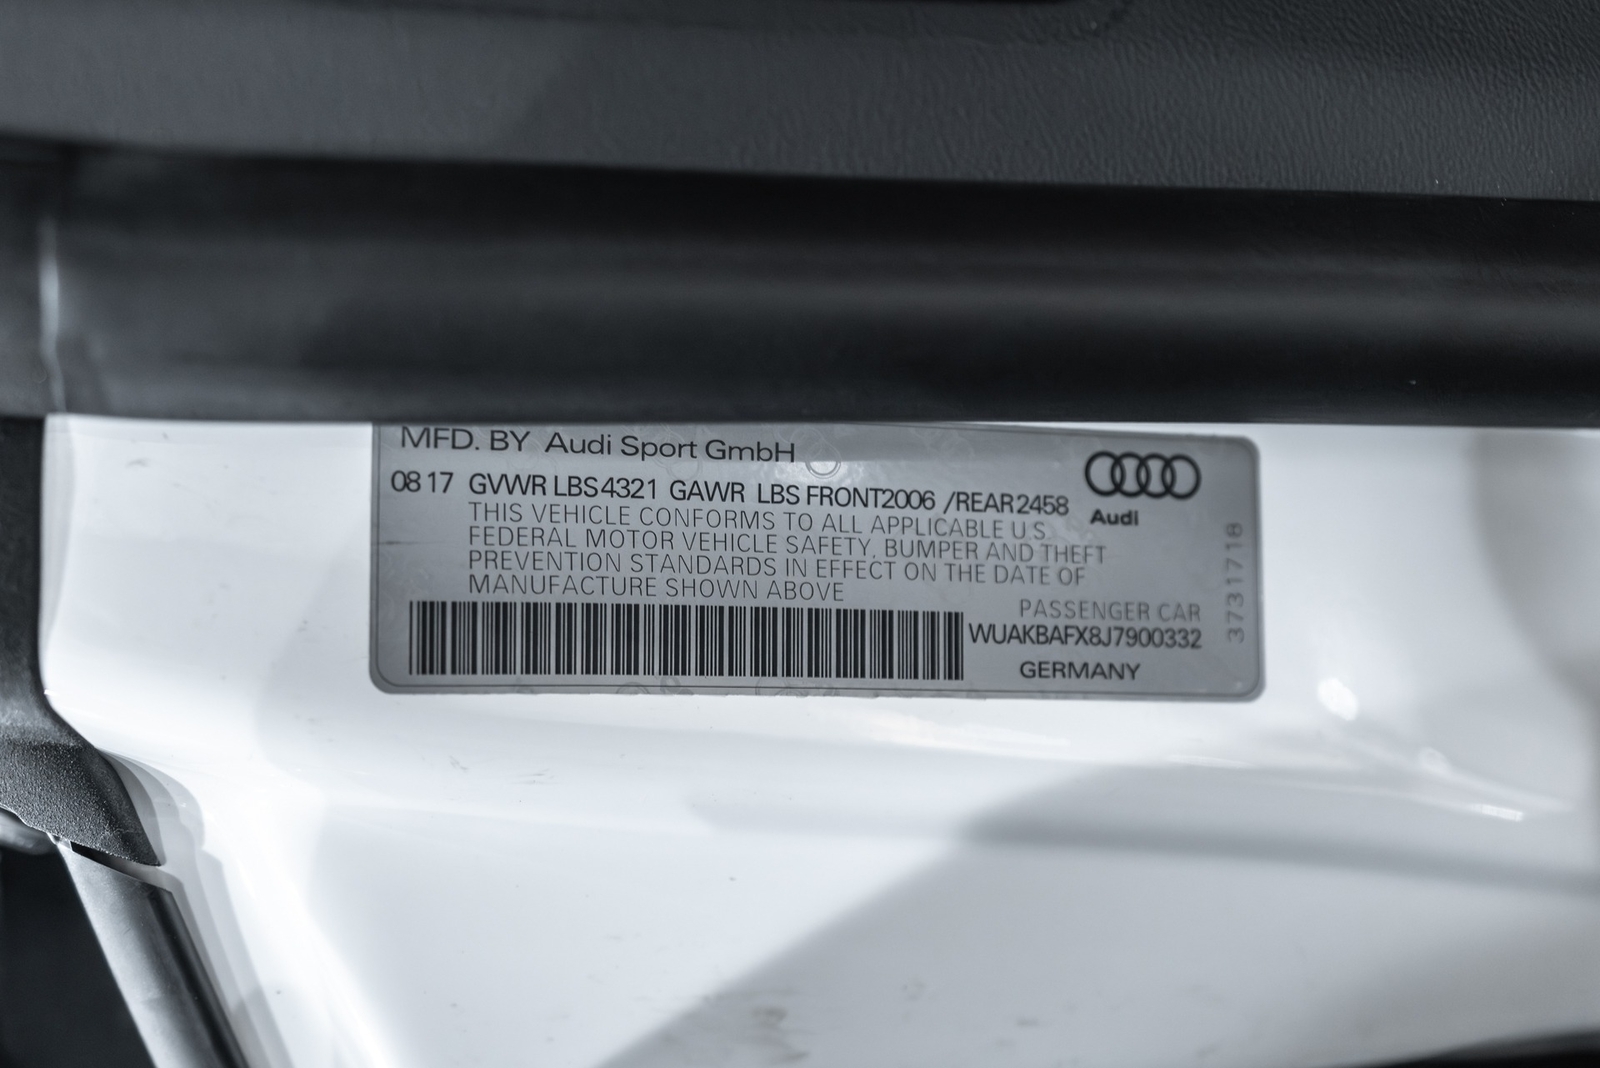 MFD. BY Audi Sport GmbH
08 17 GVWR LBS 4321 GAWR LBS FRONT2006 /REAR 2458
Audi
THIS VEHICLE CONFORMS TO ALL APPLICABLE U.S.
FEDERAL MOTOR VEHICLE SAFETY, BUMPER AND THEFT
PREVENTION STANDARDS IN EFFECT ON THE DATE OF
MANUFACTURE SHOWN ABOVE
PASSENGER CAR
WUAKBAFX8J7900332
GERMANY
3731718